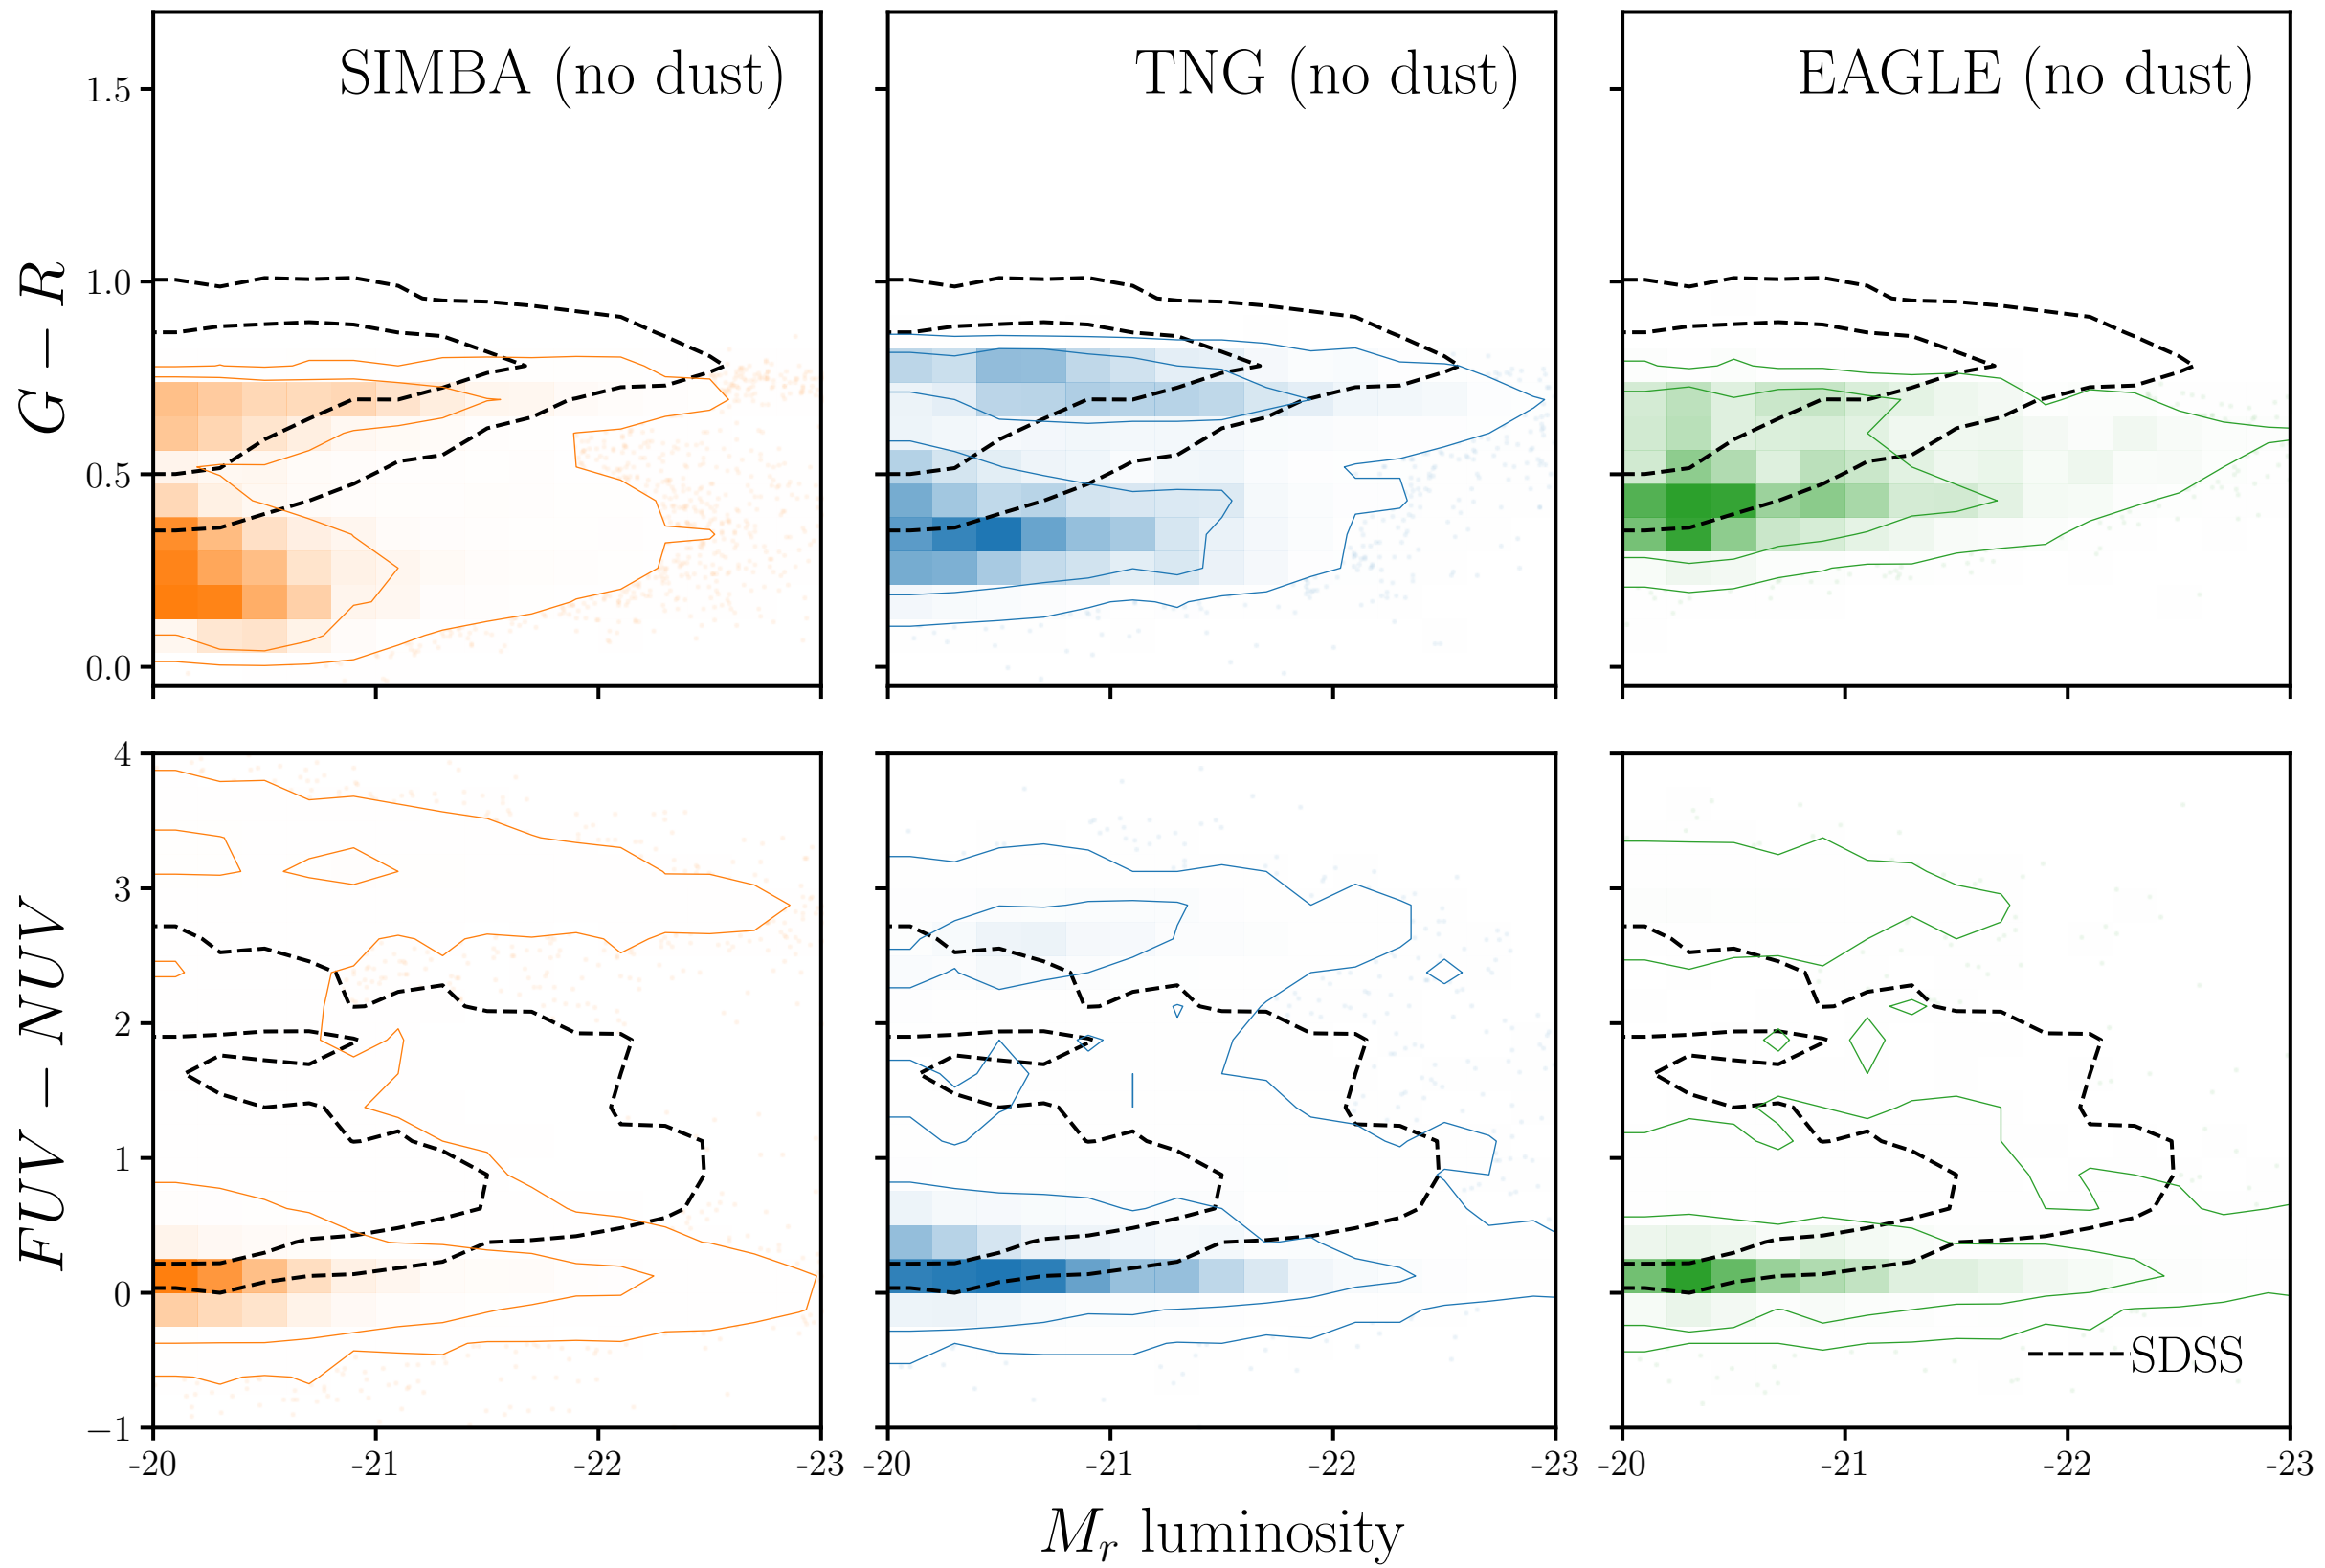 SIMBA (no dust)
TNG (no dust)
EAGLE (no dust)
1.5
1.0
0.5
0.0
G − R
4
3
2
1
0
−1
FUV − NUV
SDSS
-20 -21 -22 -23
-20 -21 -22 -23
-20 -21 -22 -23
M_r luminosity